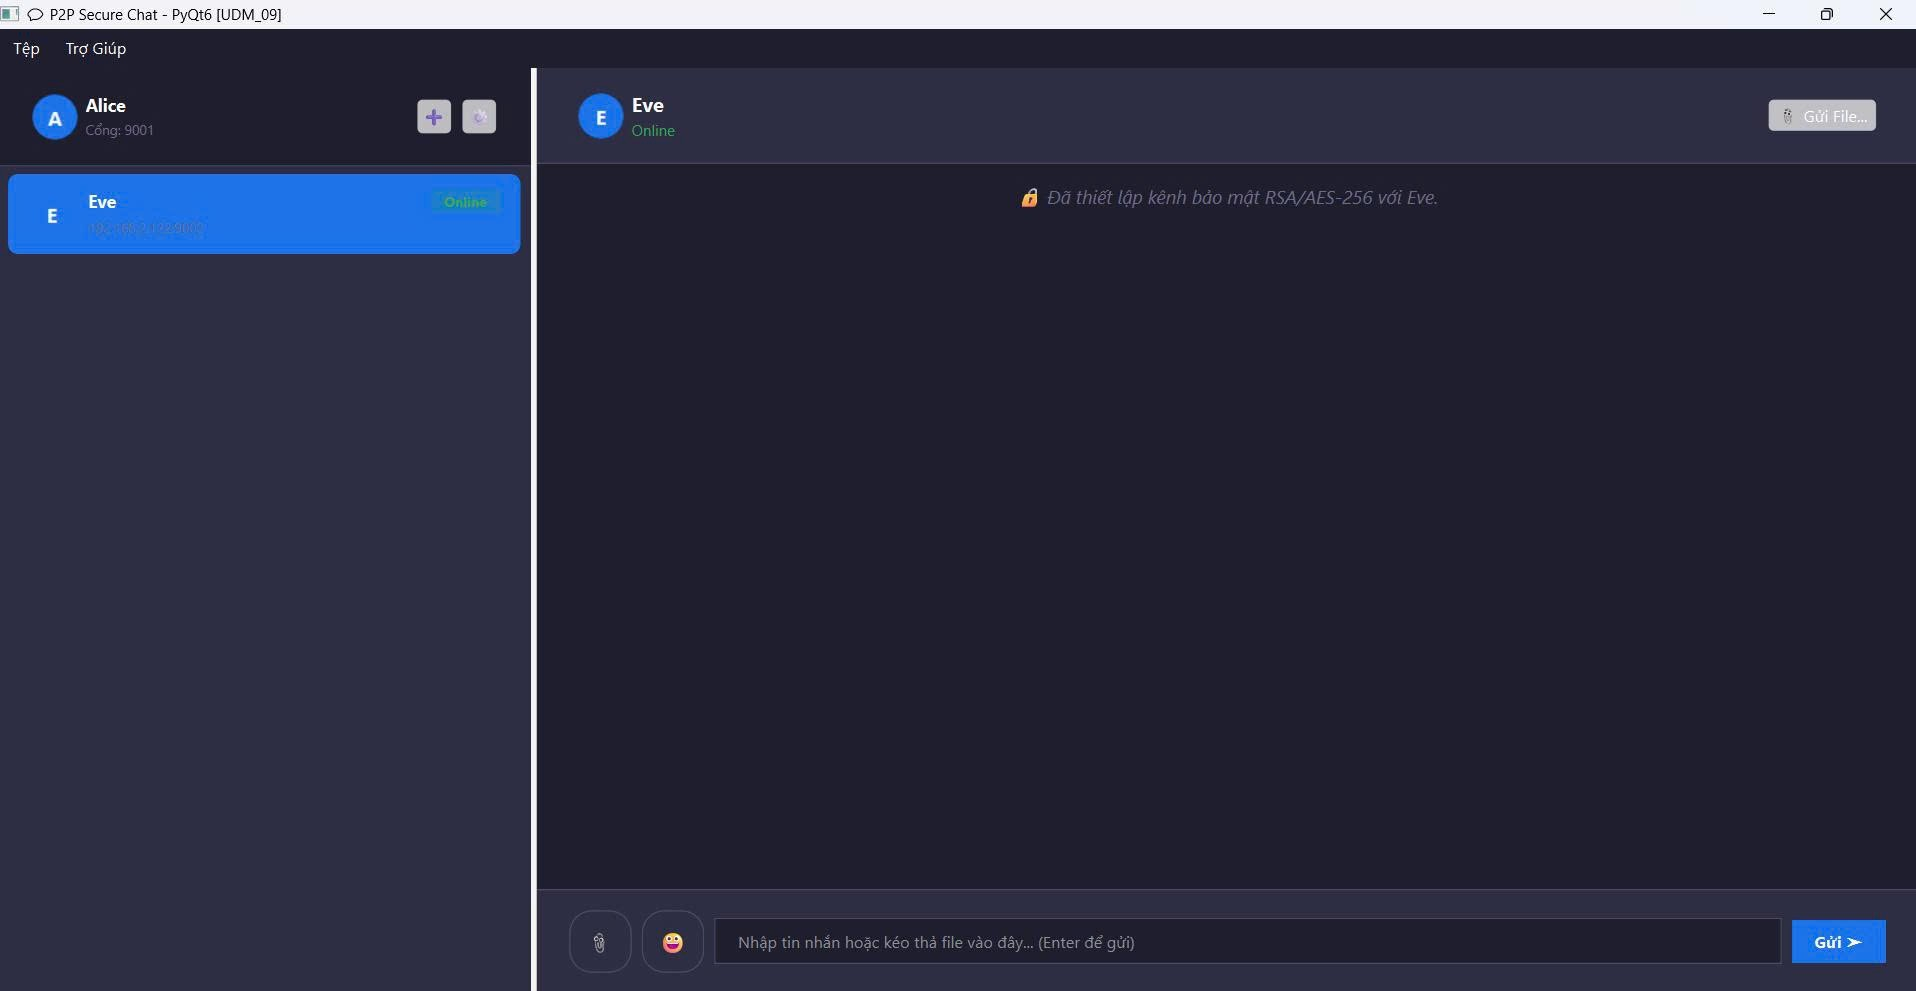 P2P Secure Chat - PyQt6 [UDM_09]
Tệp Trợ Giúp
A Alice
Cổng: 9001
E Eve Online
E Eve
Online
Gửi File...
Đã thiết lập kênh bảo mật RSA/AES-256 với Eve.
Nhập tin nhắn hoặc kéo thả file vào đây... (Enter để gửi)
Gửi ➤